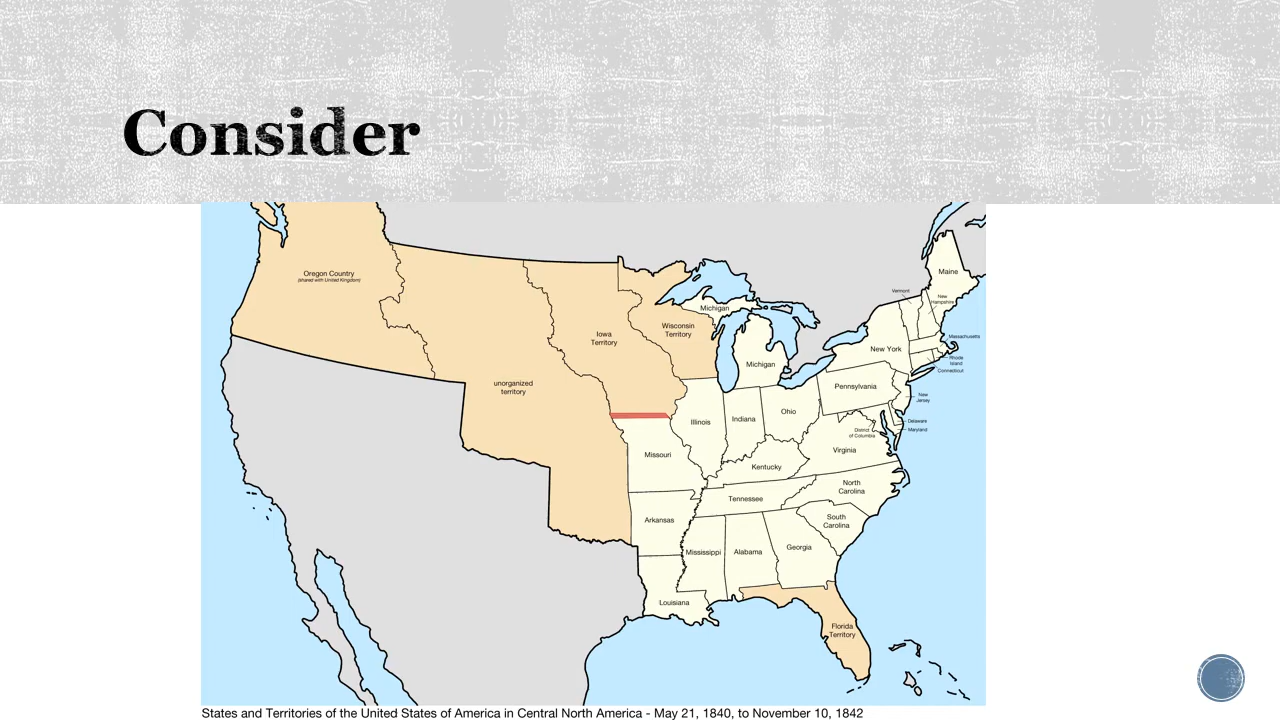 Consider
Oregon Country
(shared with United Kingdom)
Maine
Vermont
New
Hampshire
Michigan
Wisconsin
Territory
Iowa
Territory
Massachusetts
New York
Rhode
Island
Connecticut
Michigan
unorganized
territory
Pennsylvania
New
Jersey
Ohio
Indiana
Illinois
Delaware
Maryland
District
of Columbia
Virginia
Missouri
Kentucky
North
Carolina
Tennessee
South
Carolina
Arkansas
Georgia
Alabama
Mississippi
Louisiana
Florida
Territory
States and Territories of the United States of America in Central North America - May 21, 1840, to November 10, 1842